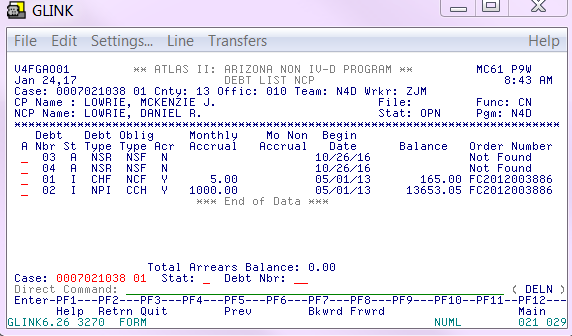 GLINK
File Edit Settings... Line Transfers Help
V4FGAO01 ** ATLAS II: ARIZONA NON IV-D PROGRAM ** MC61 P9W
Jan 24,17 DEBT LIST NCP 8:43 AM
Case: 0007021038 01 Cnty: 13 Offic: 010 Team: N4D Wrkr: ZJM
CP Name : LOWRIE, MCKENZIE J. File: Func: CN
NCP Name: LOWRIE, DANIEL R. Stat: OPN Pgm: N4D
*******************************************************************************
Debt Debt Oblig Monthly Mo Non Begin
A Nbr St Type Type Acr Accrual Accrual Date Balance Order Number
_ 03 A NSR NSF N 10/26/16 Not Found
_ 04 A NSR NSF N 10/26/16 Not Found
_ 01 I CHF NCF Y 5.00 05/01/13 165.00 FC2012003886
_ 02 I NPI CCH Y 1000.00 05/01/13 13653.05 FC2012003886
*** End of Data ***
Total Arrears Balance: 0.00
Case: 0007021038 01 Stat: _ Debt Nbr: __
Direct Command: ( DELN )
Enter-PF1---PF2---PF3---PF4---PF5---PF6---PF7---PF8---PF9---PF10--PF11--PF12---
Help Retrn Quit Prev Bkwrd Frwrd Main
GLINK6.26 3270 FORM NUML 021 029